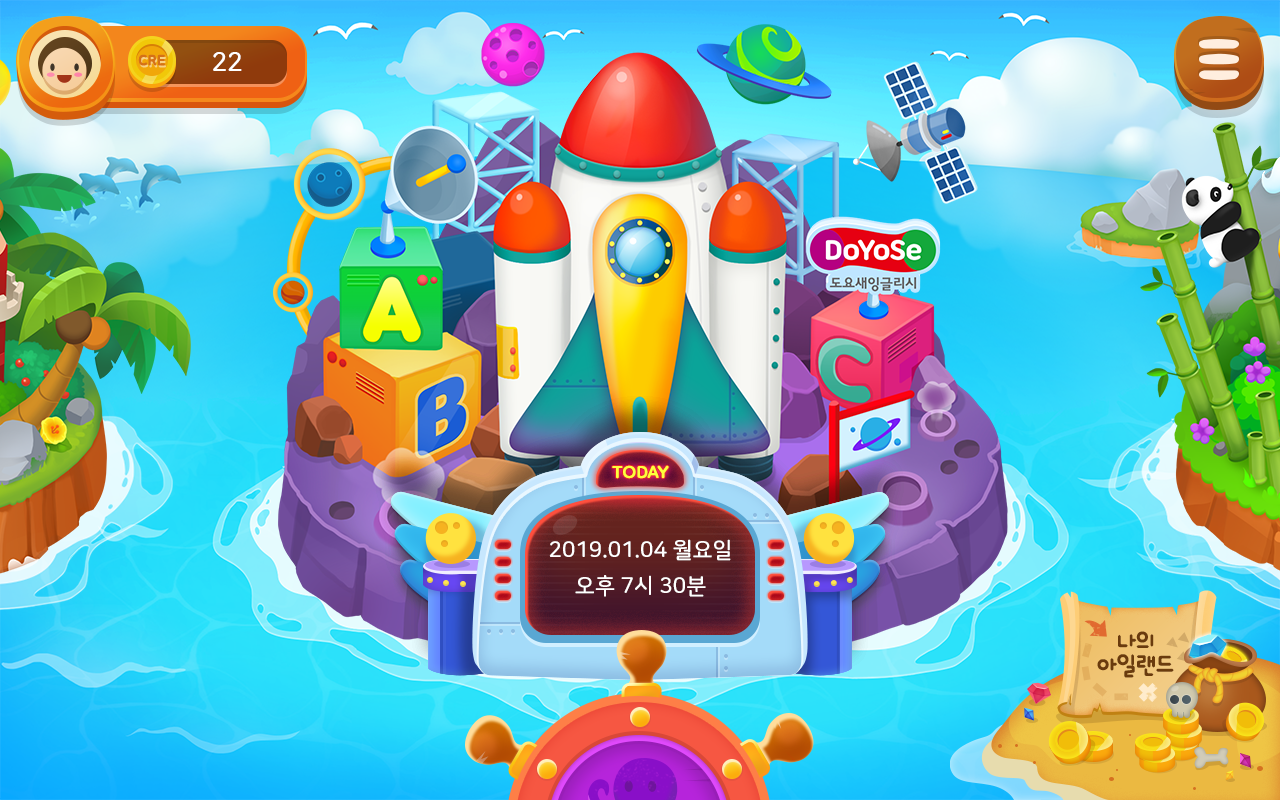 CRE
22
A
B
C
DoYoSe
도요새잉글리시
TODAY
2019.01.04 월요일
오후 7시 30분
나의
아일랜드